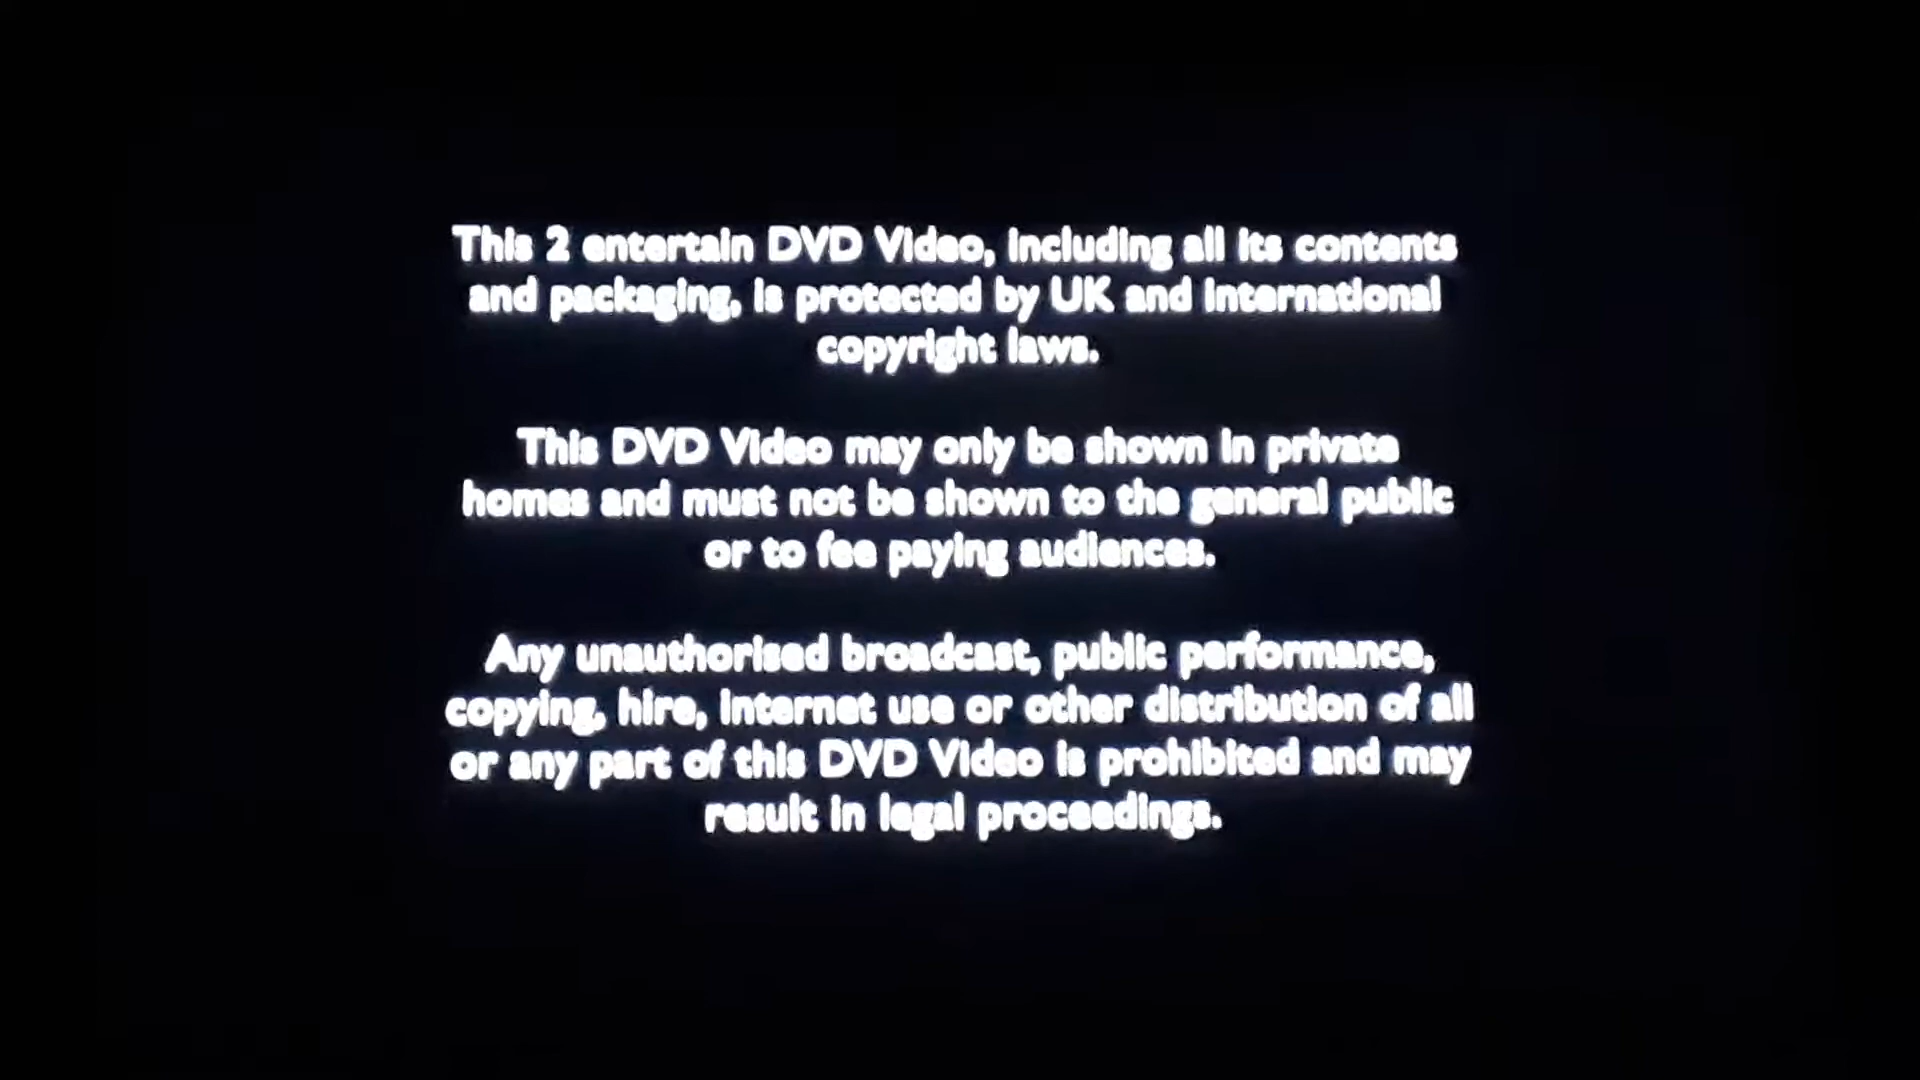 This 2 entertain DVD Video, including all its contents
and packaging, is protected by UK and international
copyright laws.
This DVD Video may only be shown in private
homes and must not be shown to the general public
or to fee paying audiences.
Any unauthorised broadcast, public performance,
copying, hire, internet use or other distribution of all
or any part of this DVD Video is prohibited and may
result in legal proceedings.